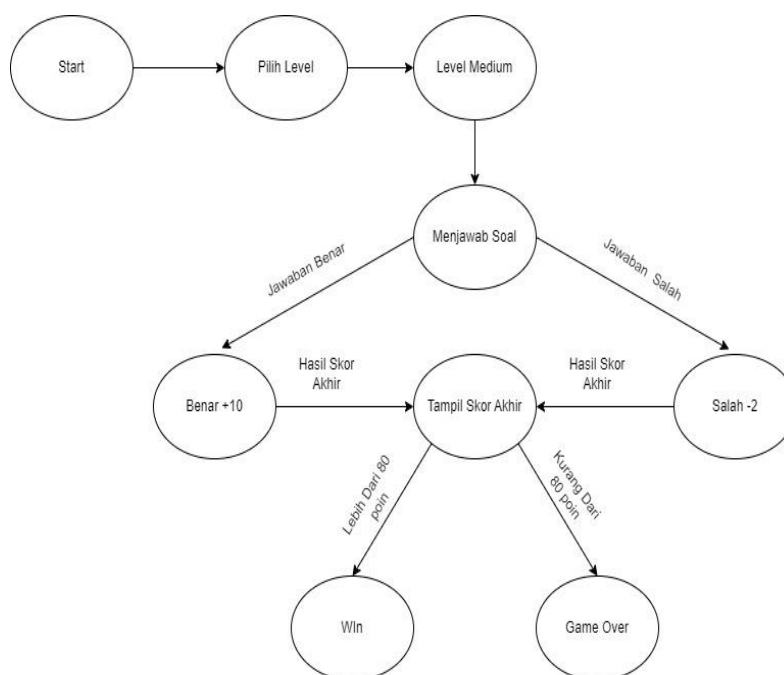 Start
Pilih Level
Level Medium
Menjawab Soal
Jawaban Benar
Jawaban Salah
Benar +10
Hasil Skor
Akhir
Tampil Skor Akhir
Hasil Skor
Akhir
Salah -2
Lebih Dari 80
poin
Kurang Dari
80 poin
WIn
Game Over